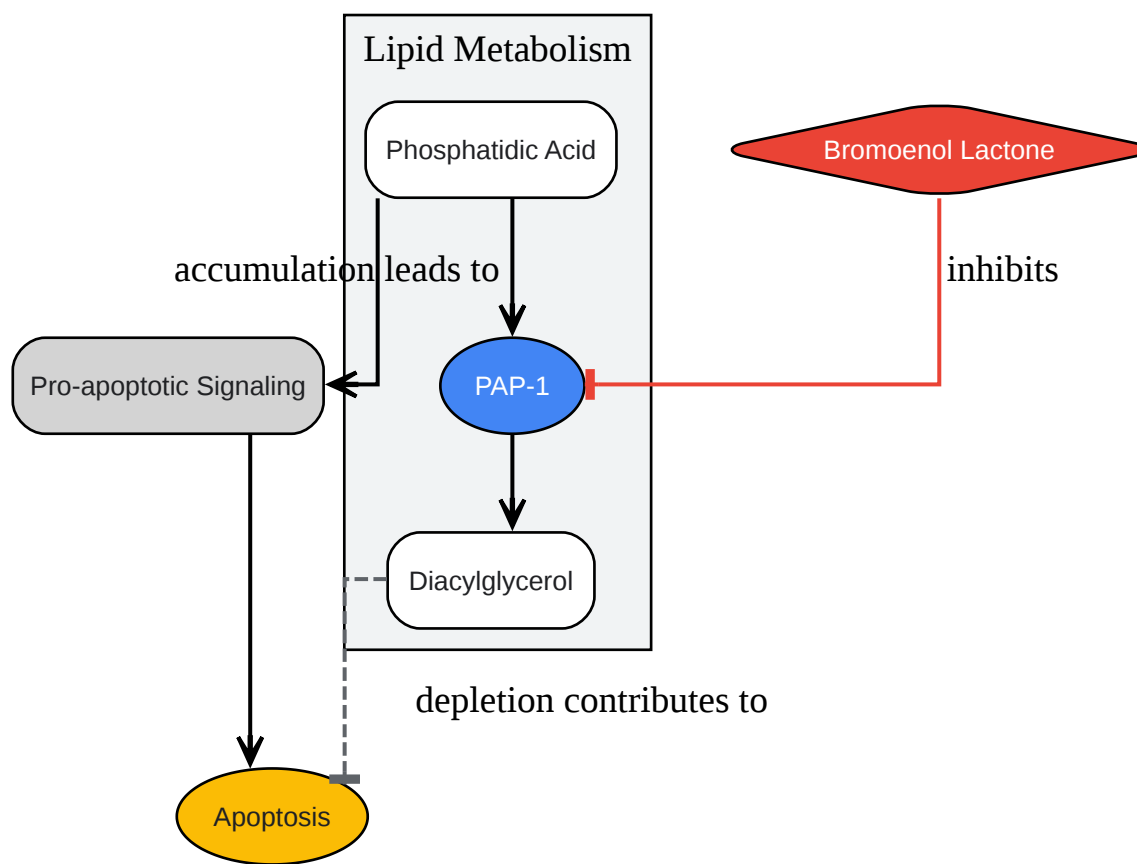 Lipid Metabolism
Phosphatidic Acid
Bromoenol Lactone
accumulation leads to
inhibits
Pro-apoptotic Signaling
PAP-1
Diacylglycerol
depletion contributes to
Apoptosis